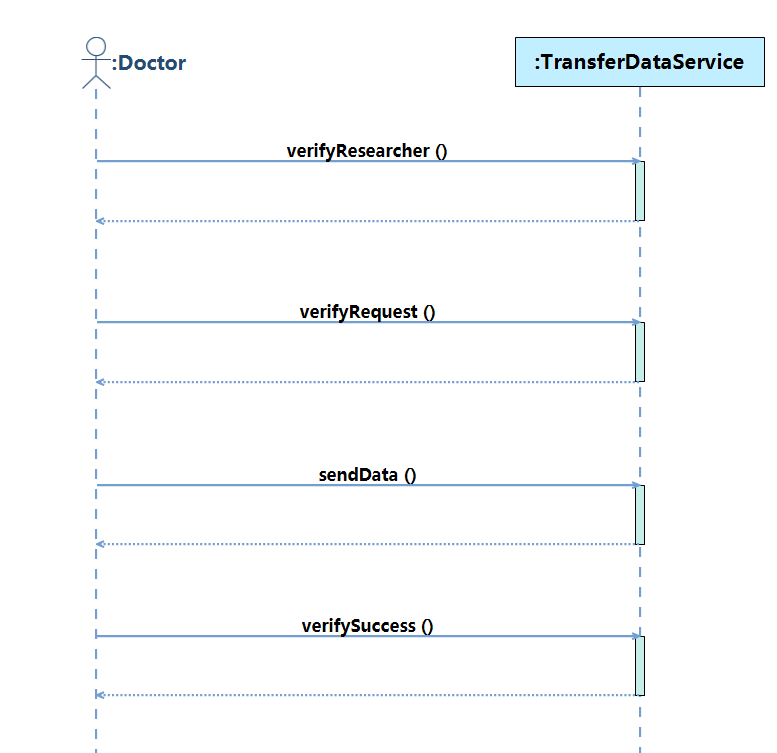 :Doctor
:TransferDataService
verifyResearcher ()
verifyRequest ()
sendData ()
verifySuccess ()